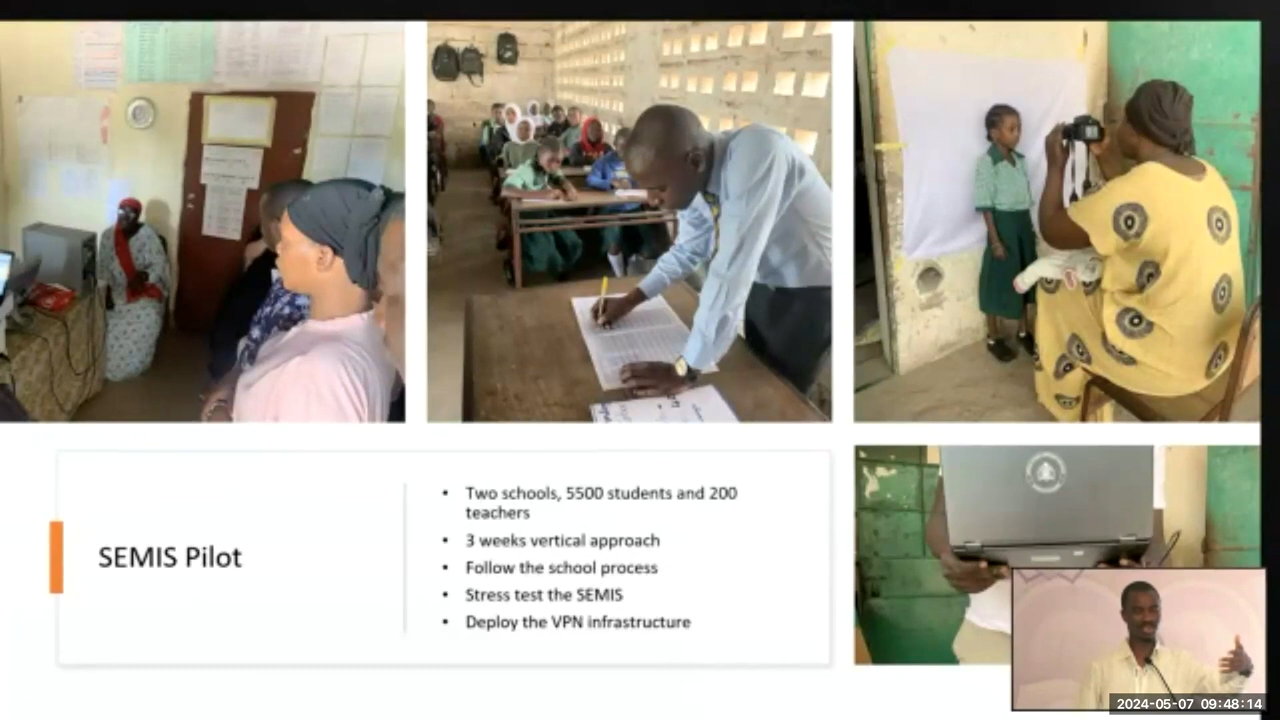 SEMIS Pilot
• Two schools, 5500 students and 200
teachers
• 3 weeks vertical approach
• Follow the school process
• Stress test the SEMIS
• Deploy the VPN infrastructure
2024-05-07 09:48:14